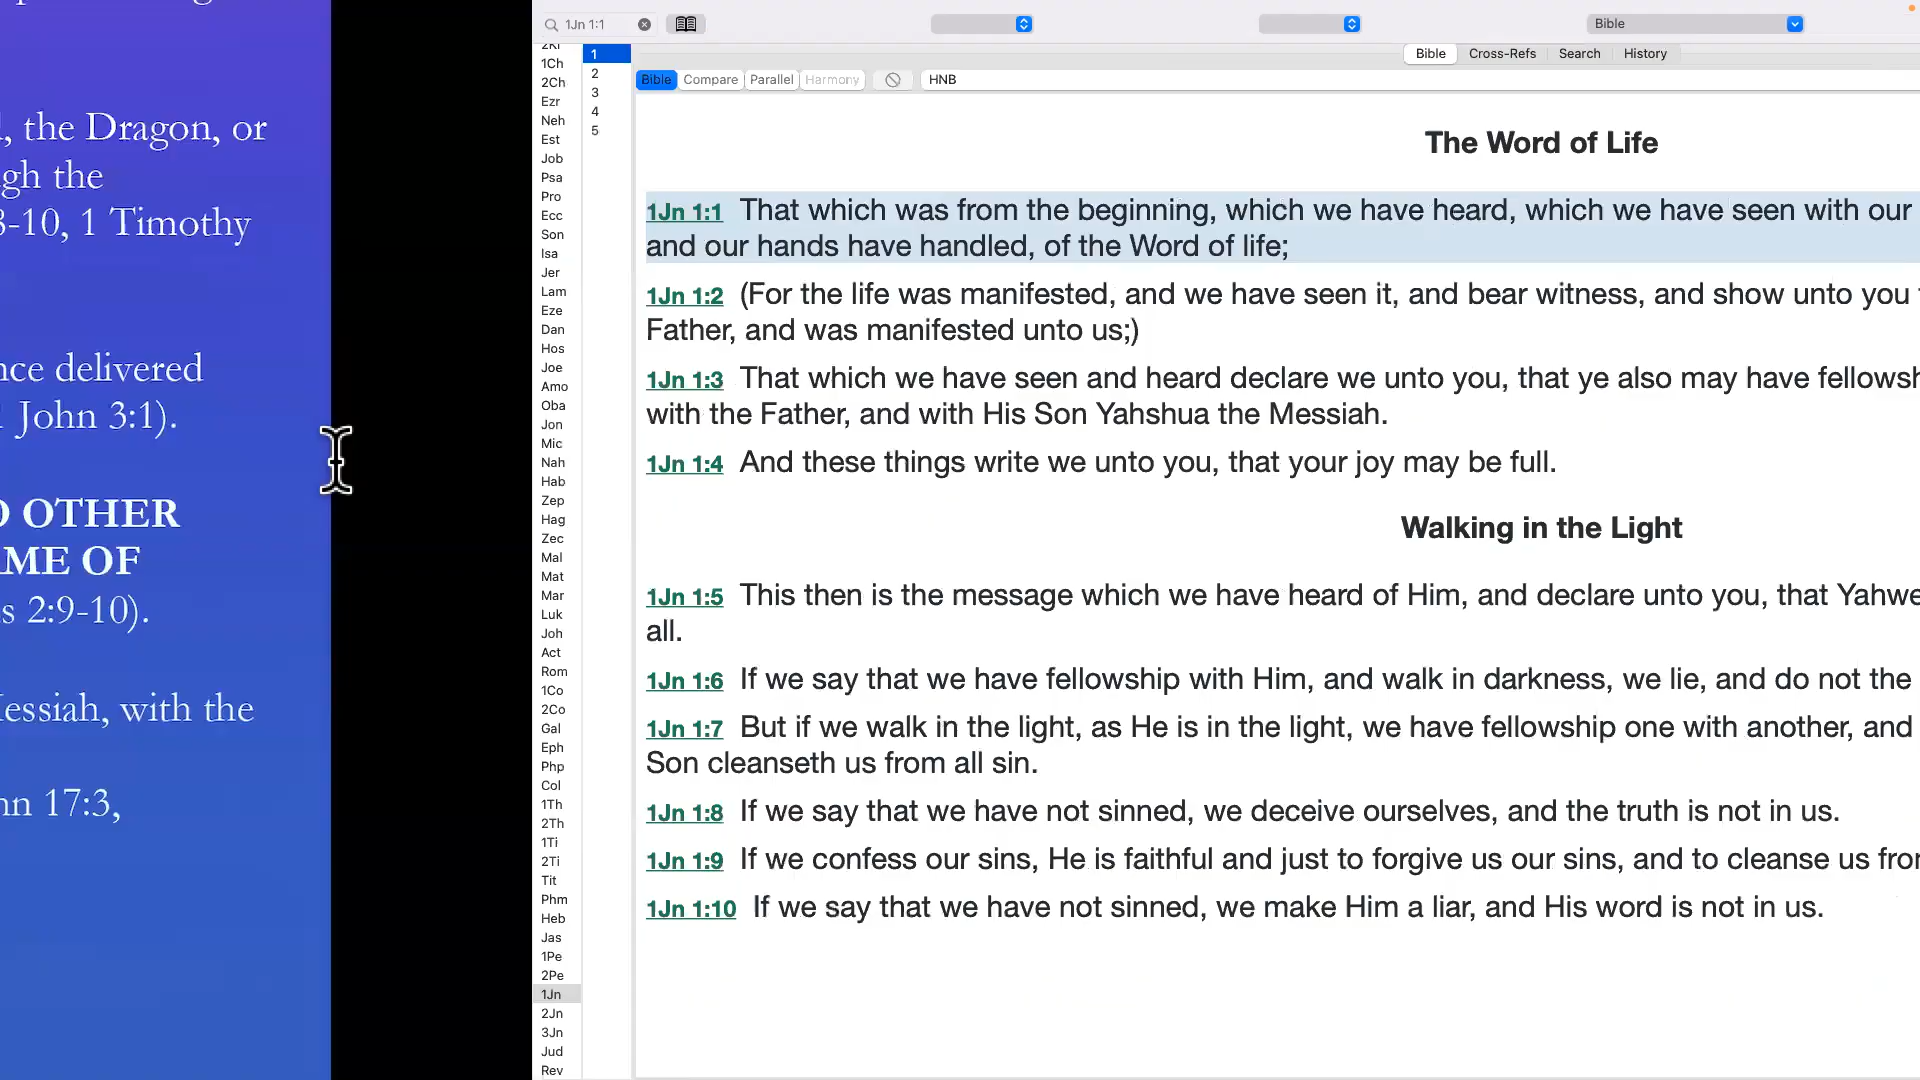 , the Dragon, or
gh the
-10, 1 Timothy
nce delivered
John 3:1).
OTHER
ME OF
s 2:9-10).
essiah, with the
hn 17:3,
1Jn 1:1
Bible
Bible
Cross-Refs
Search
History
Bible
Compare
Parallel
Harmony
HNB
1Ch
2Ch
Ezr
Neh
Est
Job
Psa
Pro
Ecc
Son
Isa
Jer
Lam
Eze
Dan
Hos
Joe
Amo
Oba
Jon
Mic
Nah
Hab
Zep
Hag
Zec
Mal
Mat
Mar
Luk
Joh
Act
Rom
1Co
2Co
Gal
Eph
Php
Col
1Th
2Th
1Ti
2Ti
Tit
Phm
Heb
Jas
1Pe
2Pe
1Jn
2Jn
3Jn
Jud
Rev
1
2
3
4
5
The Word of Life
1Jn 1:1 That which was from the beginning, which we have heard, which we have seen with our
and our hands have handled, of the Word of life;
1Jn 1:2 (For the life was manifested, and we have seen it, and bear witness, and show unto you
Father, and was manifested unto us;)
1Jn 1:3 That which we have seen and heard declare we unto you, that ye also may have fellowsh
with the Father, and with His Son Yahshua the Messiah.
1Jn 1:4 And these things write we unto you, that your joy may be full.
Walking in the Light
1Jn 1:5 This then is the message which we have heard of Him, and declare unto you, that Yahwe
all.
1Jn 1:6 If we say that we have fellowship with Him, and walk in darkness, we lie, and do not the
1Jn 1:7 But if we walk in the light, as He is in the light, we have fellowship one with another, and
Son cleanseth us from all sin.
1Jn 1:8 If we say that we have not sinned, we deceive ourselves, and the truth is not in us.
1Jn 1:9 If we confess our sins, He is faithful and just to forgive us our sins, and to cleanse us fro
1Jn 1:10 If we say that we have not sinned, we make Him a liar, and His word is not in us.